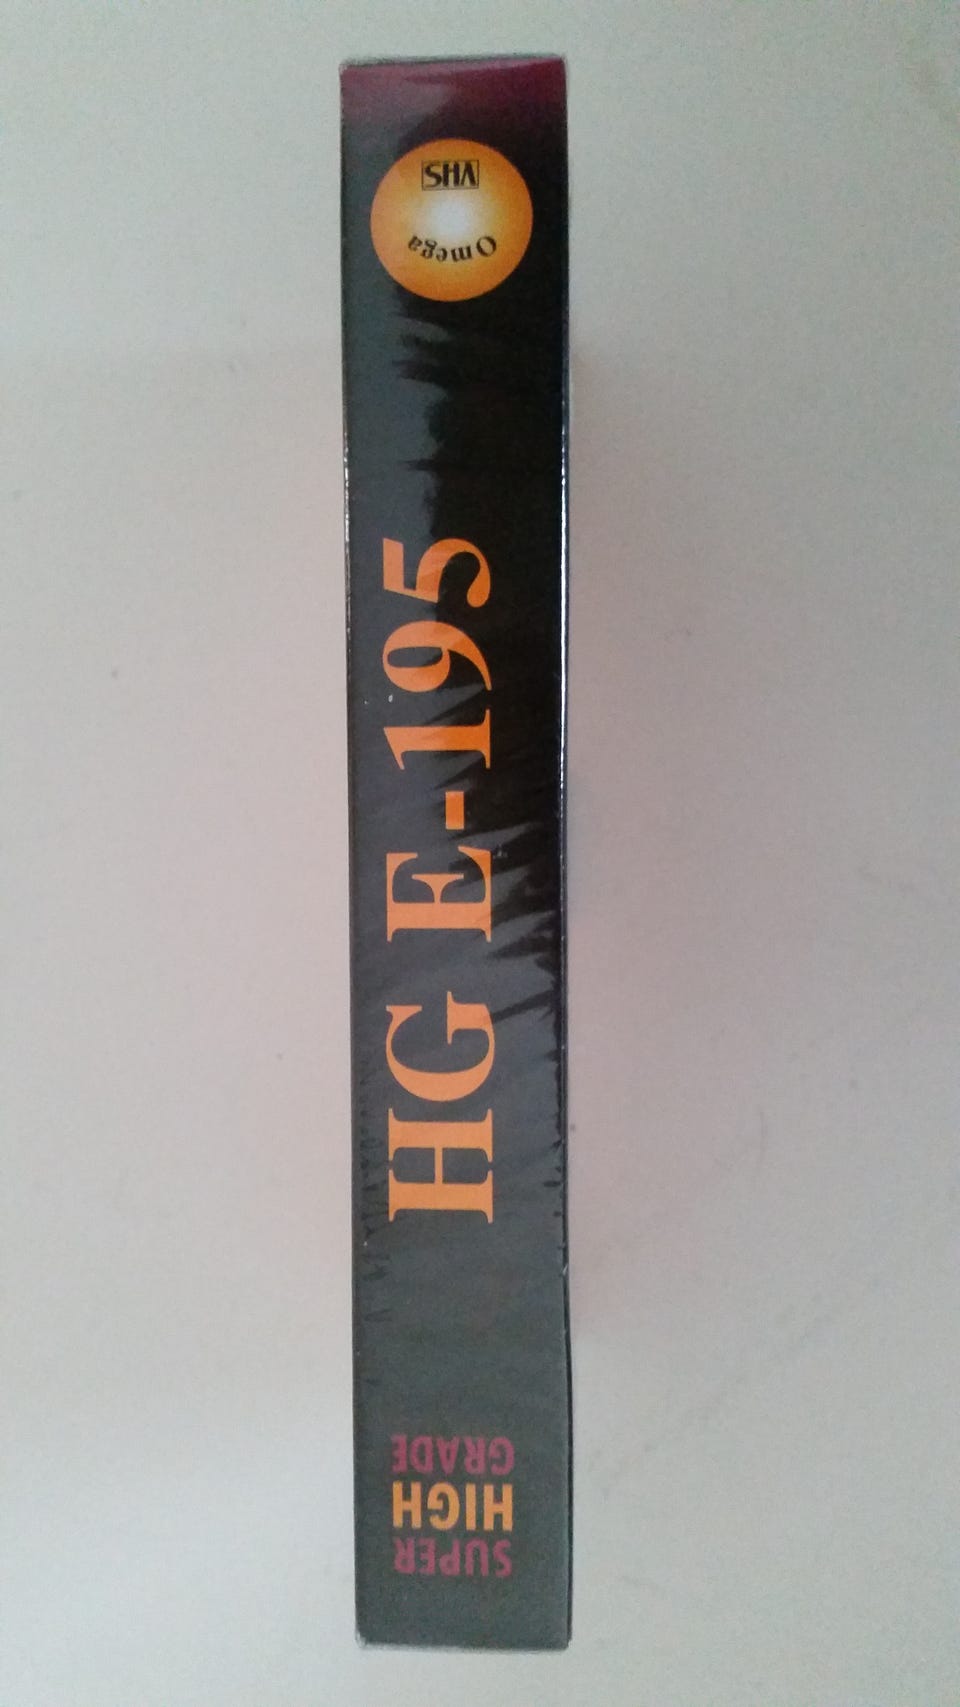 Omega
VHS
HG E-195
SUPER
HIGH
GRADE